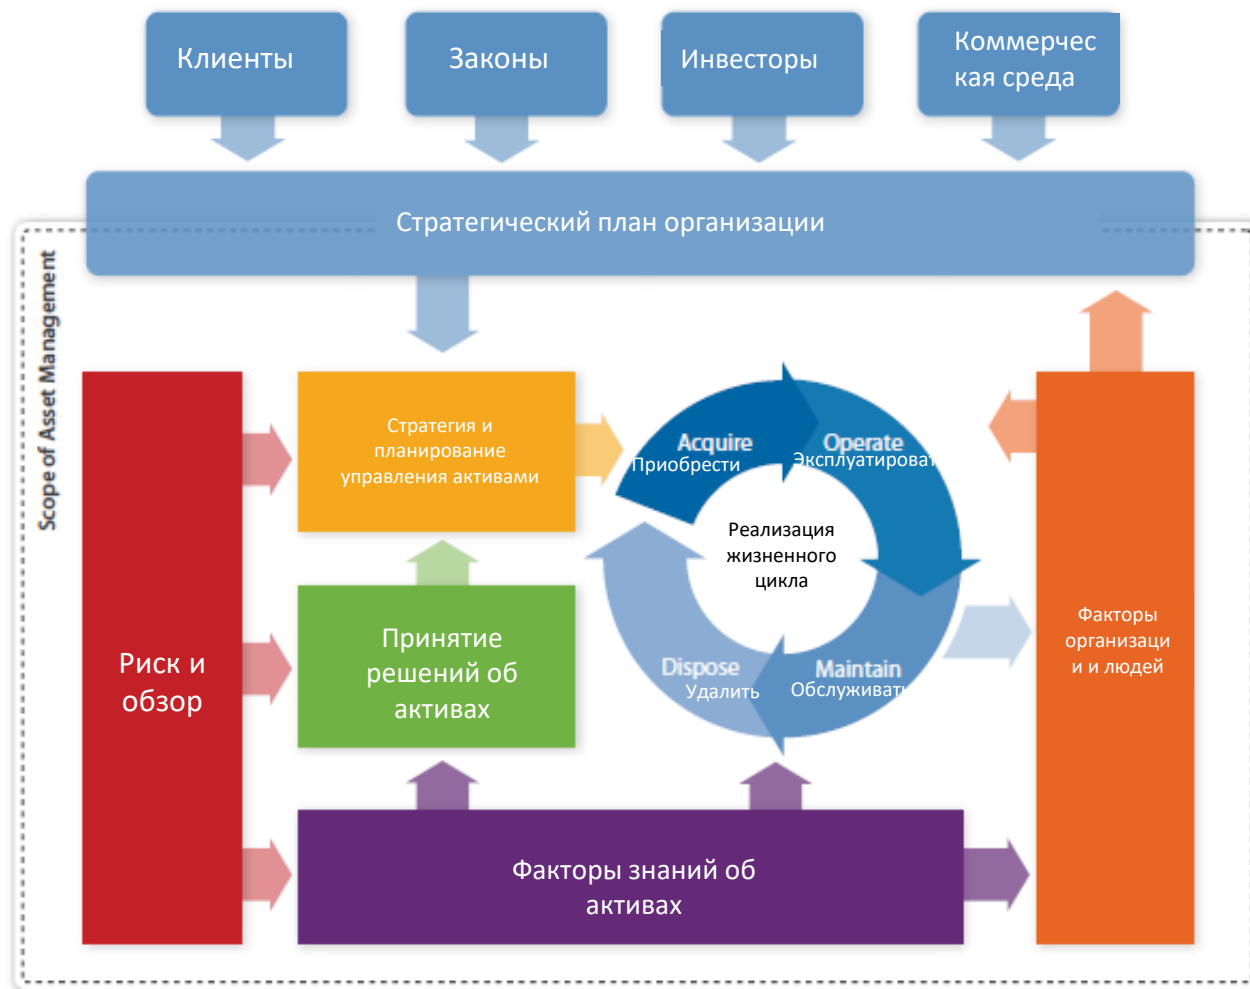 Клиенты
Законы
Инвесторы
Коммерчес
кая среда
Стратегический план организации
Scope of Asset Management
Стратегия и
планирование
управления активами
Acquire
Приобрести
Operate
Эксплуатироват
Реализация
жизненного
цикла
Риск и
обзор
Принятие
решений об
активах
Dispose
Удалить
Maintain
Обслуживать
Факторы
организаци
и и людей
Факторы знаний об
активах